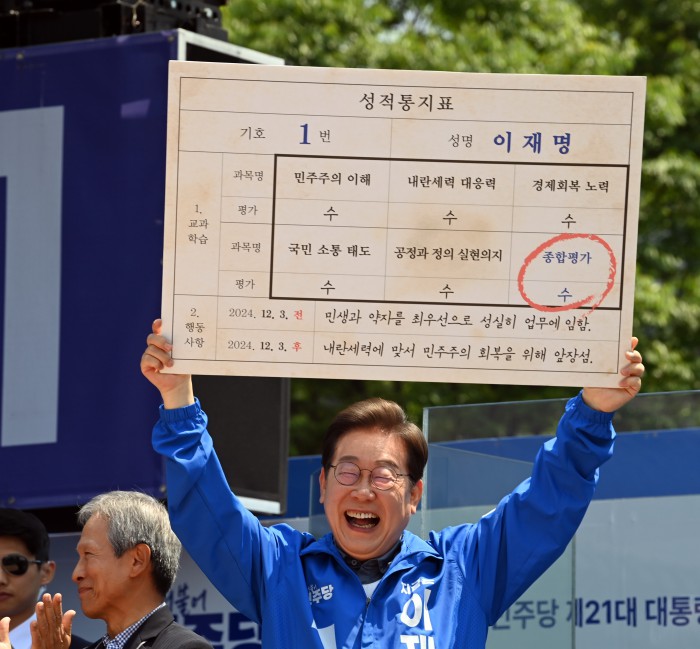 성적통지표
기호 1번 성명 이재명
1. 교과 학습
과목명 민주주의 이해 내란세력 대응력 경제회복 노력
평가 수 수 수
과목명 국민 소통 태도 공정과 정의 실현의지 종합평가
평가 수 수 수
2. 행동 사항
2024. 12. 3. 전 민생과 약자를 최우선으로 성실히 업무에 임함.
2024. 12. 3. 후 내란세력에 맞서 민주주의 회복을 위해 앞장섬.
1
더불어
민주당 제21대 대통령